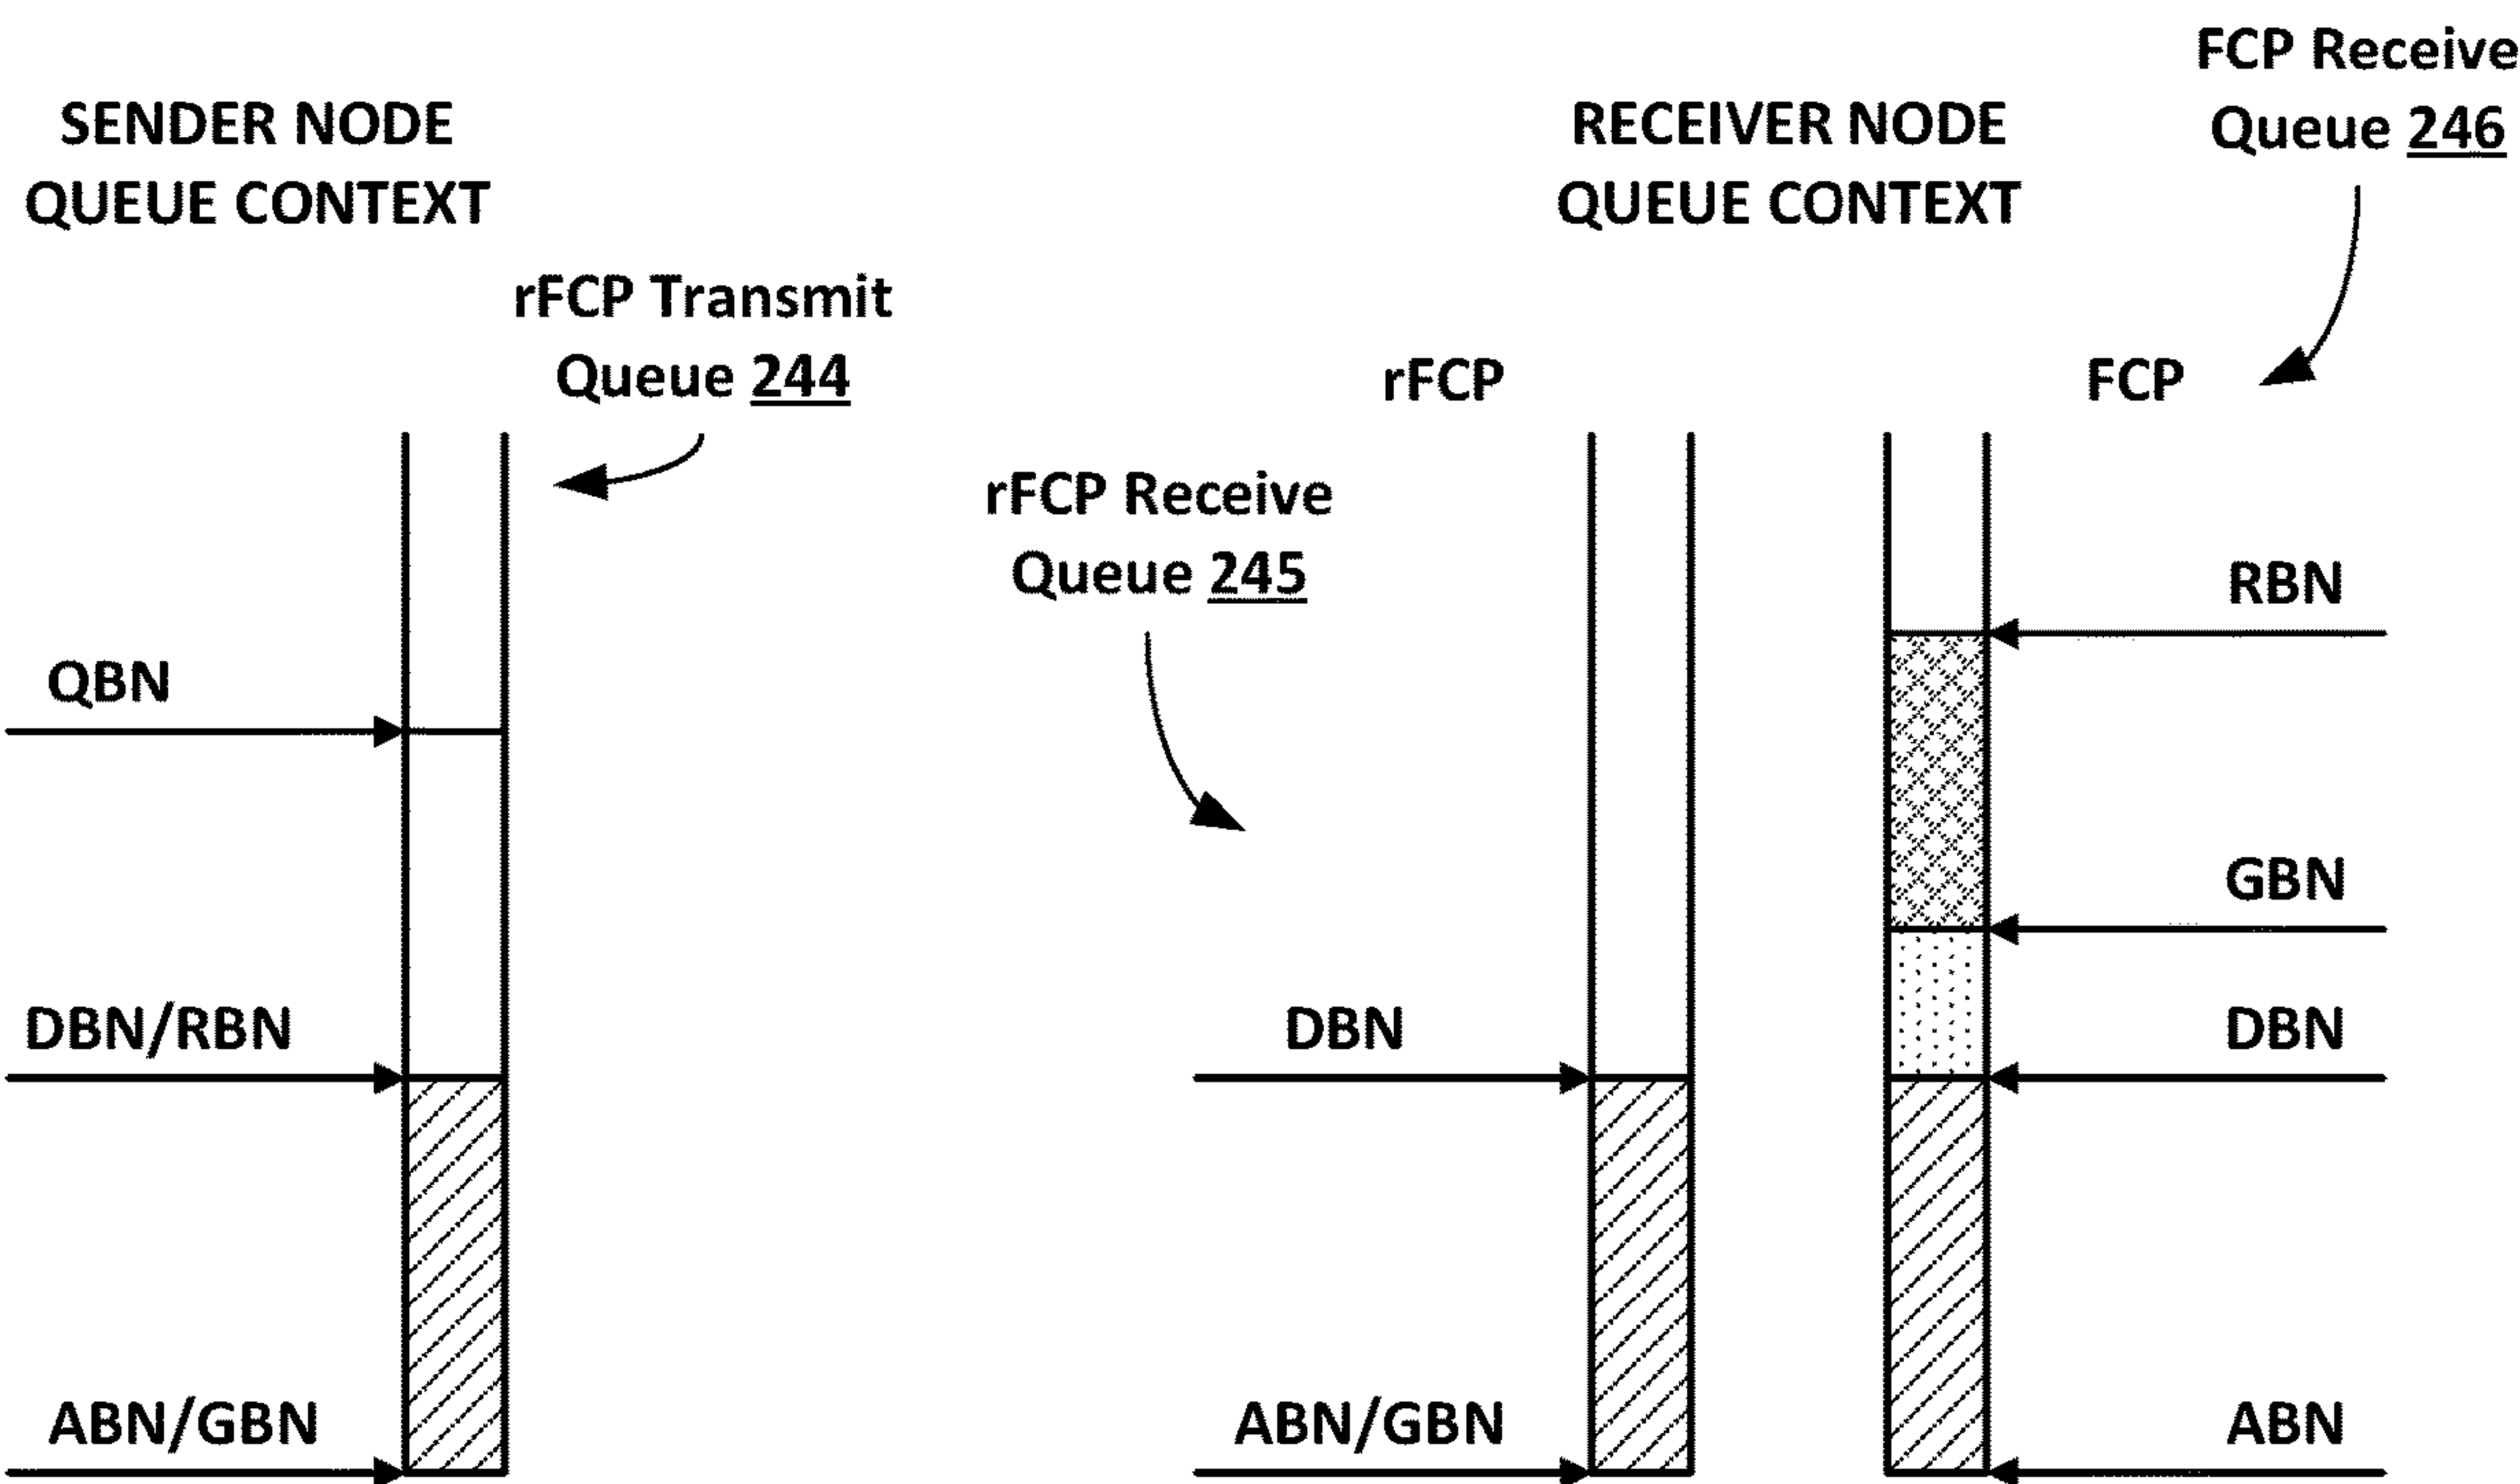 SENDER NODE
QUEUE CONTEXT
rFCP Transmit
Queue 244
QBN
DBN/RBN
ABN/GBN
RECEIVER NODE
QUEUE CONTEXT
rFCP
rFCP Receive
Queue 245
DBN
ABN/GBN
FCP Receive
Queue 246
FCP
RBN
GBN
DBN
ABN